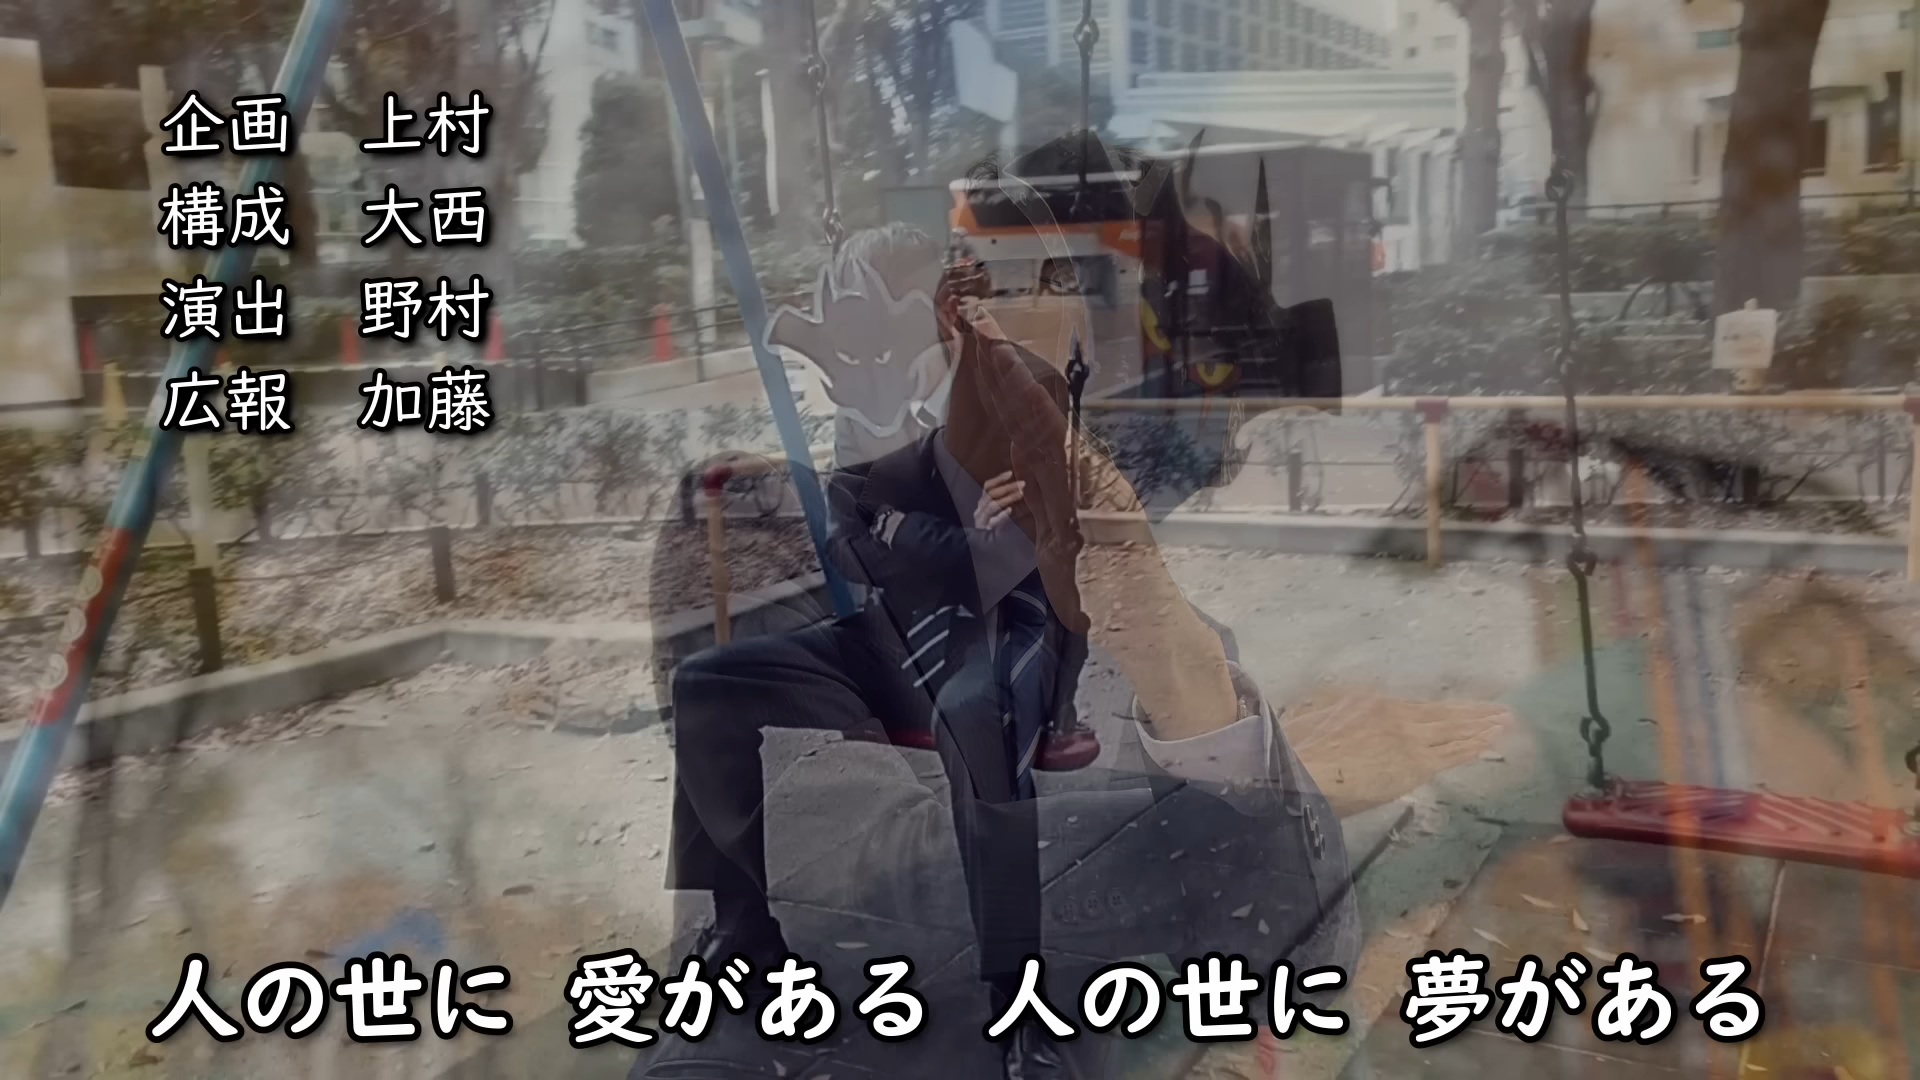 企画　上村
構成　大西
演出　野村
広報　加藤
人の世に 愛がある 人の世に 夢がある